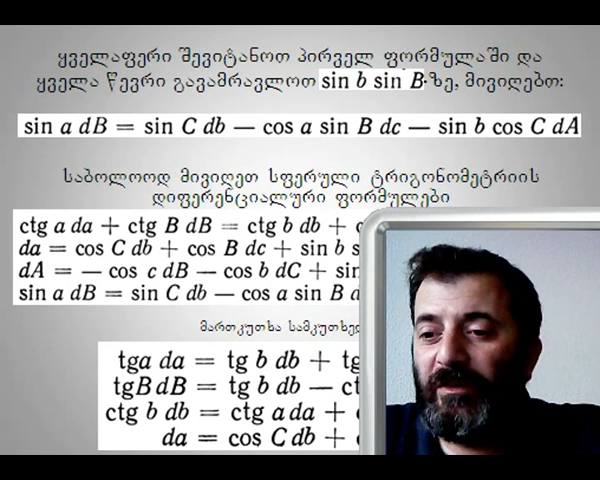 ყველაფერი შევიტანოთ პირველ ფორმულაში და
ყველა წევრი გავამრავლოთ sin b sin B-ზე, მივიღებთ:
sin a dB = sin C db — cos a sin B dc — sin b cos C dA
საბოლოოდ მივიღეთ სფერული ტრიგონომეტრიის
დიფერენციალური ფორმულები
ctg a da + ctg B dB = ctg b db +
da = cos C db + cos B dc + sin b
dA = — cos c dB — cos b dC + sin
sin a dB = sin C db — cos a sin B
მართკუთხა
tga da = tg b db + tg
tgB dB = tg b db —
ctg b db = ctg a da +
da = cos C db +